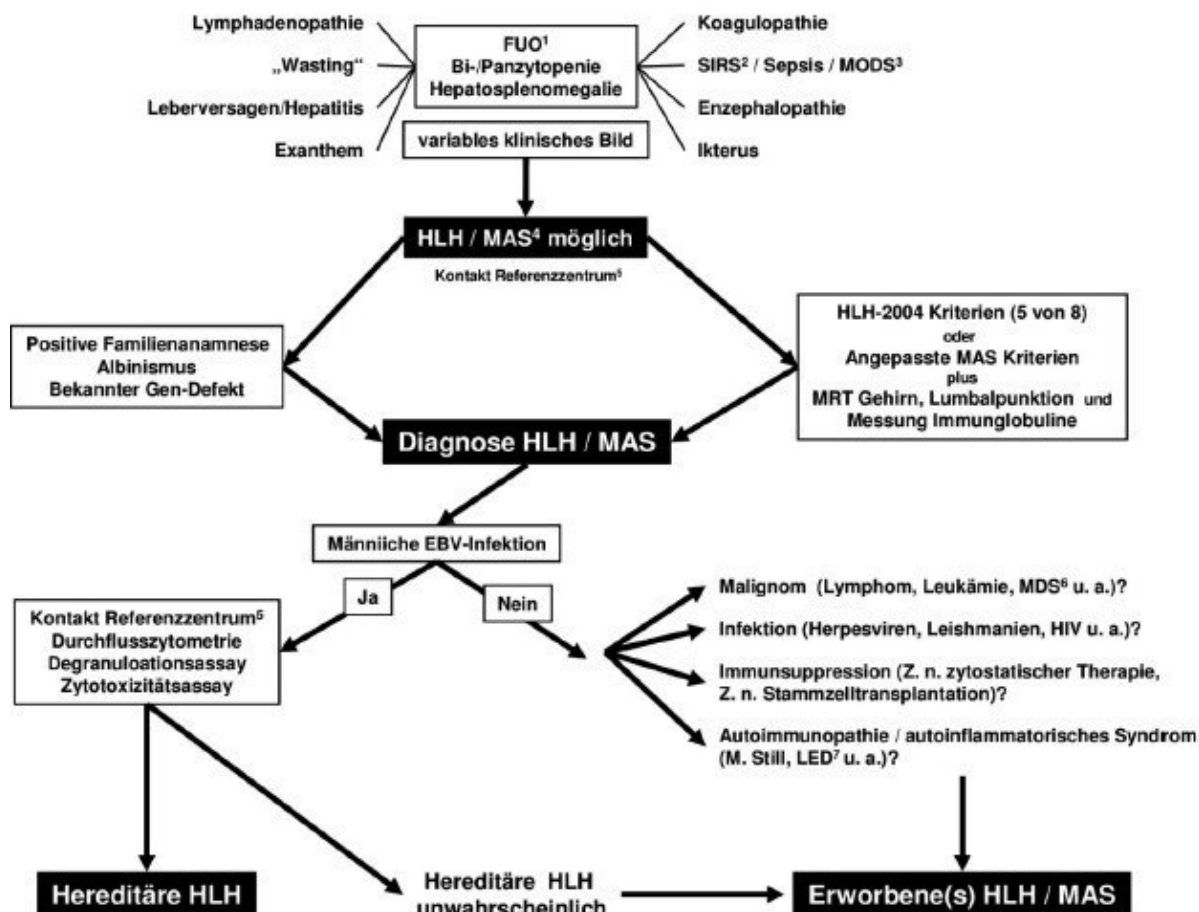 Lymphadenopathie
„Wasting“
Leberversagen/Hepatitis
Exanthem
FUO¹
Bi-/Panzytopenie
Hepatosplenomegalie
variables klinisches Bild
Koagulopathie
SIRS² / Sepsis / MODS³
Enzephalopathie
Ikterus
HLH / MAS⁴ möglich
Kontakt Referenzzentrum⁵
Positive Familienanamnese
Albinismus
Bekannter Gen-Defekt
HLH-2004 Kriterien (5 von 8)
oder
Angepasste MAS Kriterien
plus
MRT Gehirn, Lumbalpunktion und
Messung Immunglobuline
Diagnose HLH / MAS
Männiiche EBV-Infektion
Ja
Nein
Kontakt Referenzzentrum⁵
Durchflusszytometrie
Degranuloationsassay
Zytotoxizitätsassay
Malignom (Lymphom, Leukämie, MDS⁶ u. a.)?
Infektion (Herpesviren, Leishmanien, HIV u. a.)?
Immunsuppression (Z. n. zytostatischer Therapie,
Z. n. Stammzelltransplantation)?
Autoimmunopathie / autoinflammatorisches Syndrom
(M. Still, LED⁷ u. a.)?
Hereditäre HLH
Hereditäre HLH
unwahrscheinlich
Erworbene(s) HLH / MAS